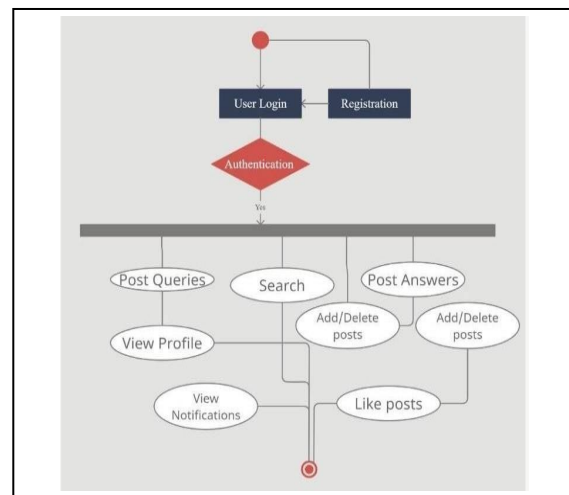 User Login
Registration
Authentication
Yes
Post Queries
Search
Post Answers
Add/Delete
posts
Add/Delete
posts
View Profile
View
Notifications
Like posts